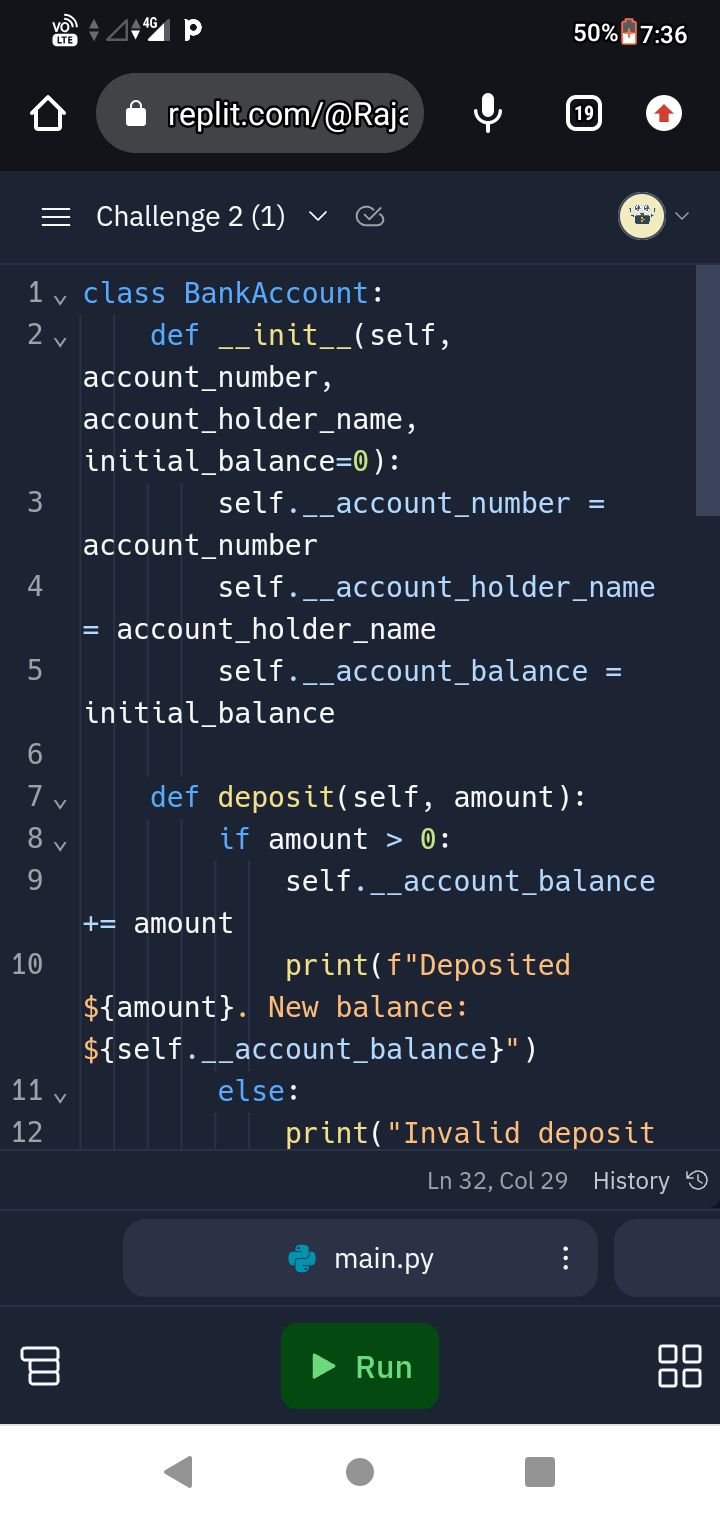 VO
LTE
4G
50%
7:36
replit.com/@Raja
19
Challenge 2 (1)
1 class BankAccount:
2     def __init__(self,
account_number,
account_holder_name,
initial_balance=0):
3         self.__account_number =
account_number
4         self.__account_holder_name
= account_holder_name
5         self.__account_balance =
initial_balance
6
7     def deposit(self, amount):
8         if amount > 0:
9             self.__account_balance
+= amount
10             print(f"Deposited
${amount}. New balance:
${self.__account_balance}")
11         else:
12             print("Invalid deposit
Ln 32, Col 29 History
main.py
Run